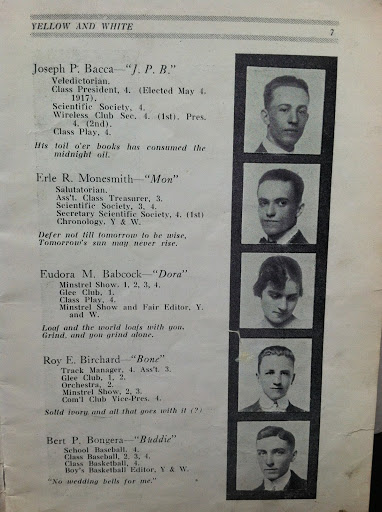 YELLOW AND WHITE 7
Joseph P. Bacca—"J. P. B."
Veledictorian.
Class President, 4. (Elected May 4,
1917).
Scientific Society, 4.
Wireless Club Sec. 4. (1st), Pres.
4. (2nd).
Class Play, 4.
His toil o'er books has consumed the
midnight oil.
Erle R. Monesmith—"Mon"
Salutatorian.
Ass't. Class Treasurer, 3.
Scientific Society, 3, 4.
Secretary Scientific Society, 4. (1st)
Chronology, Y. & W.
Defer not till tomorrow to be wise,
Tomorrow's sun may never rise.
Eudora M. Babcock—"Dora"
Minstrel Show, 1, 2, 3, 4.
Glee Club, 1.
Class Play, 4.
Minstrel Show and Fair Editor, Y.
and W.
Loaf and the world loafs with you,
Grind, and you grind alone.
Roy E. Birchard—"Bone"
Track Manager, 4. Ass't. 3.
Glee Club, 1, 2.
Orchestra, 2.
Minstrel Show, 2, 3.
Com'l Club Vice-Pres. 4.
Solid ivory and all that goes with it (?)
Bert P. Bongera—"Buddie"
School Baseball, 4.
Class Baseball, 2, 3, 4.
Class Basketball, 4.
Boy's Basketball Editor, Y. & W.
"No wedding bells for me."